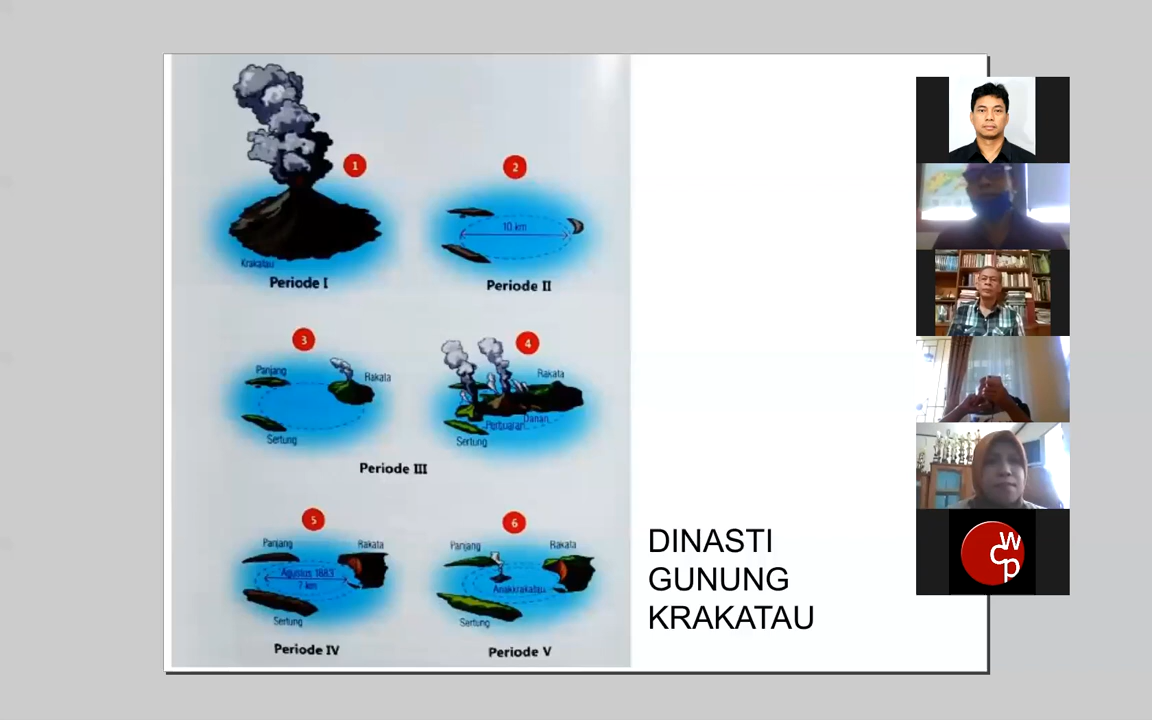 1
2
10 km
Krakatau
Periode I
Periode II
3
4
Panjang
Rakata
Rakata
Danan
Perbuatan
Sertung
Sertung
Periode III
5
6
Panjang
Rakata
Panjang
Rakata
Agustus 1883
7 km
Anakkrakatau
Sertung
Sertung
Periode IV
Periode V
DINASTI
GUNUNG
KRAKATAU
WCP